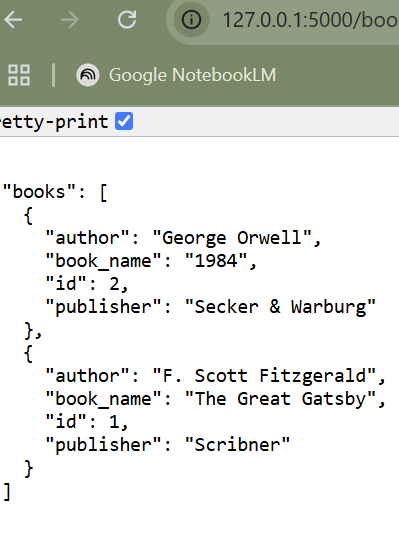 127.0.0.1:5000/boo
Google NotebookLM
etty-print
"books": [
{
"author": "George Orwell",
"book_name": "1984",
"id": 2,
"publisher": "Secker & Warburg"
},
{
"author": "F. Scott Fitzgerald",
"book_name": "The Great Gatsby",
"id": 1,
"publisher": "Scribner"
}
]